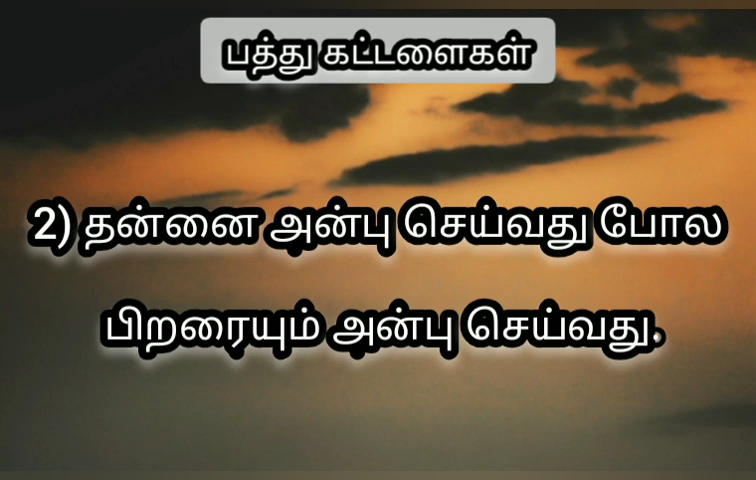 பத்து கட்டளைகள்
2) தன்னை அன்பு செய்வது போல
பிறரையும் அன்பு செய்வது.